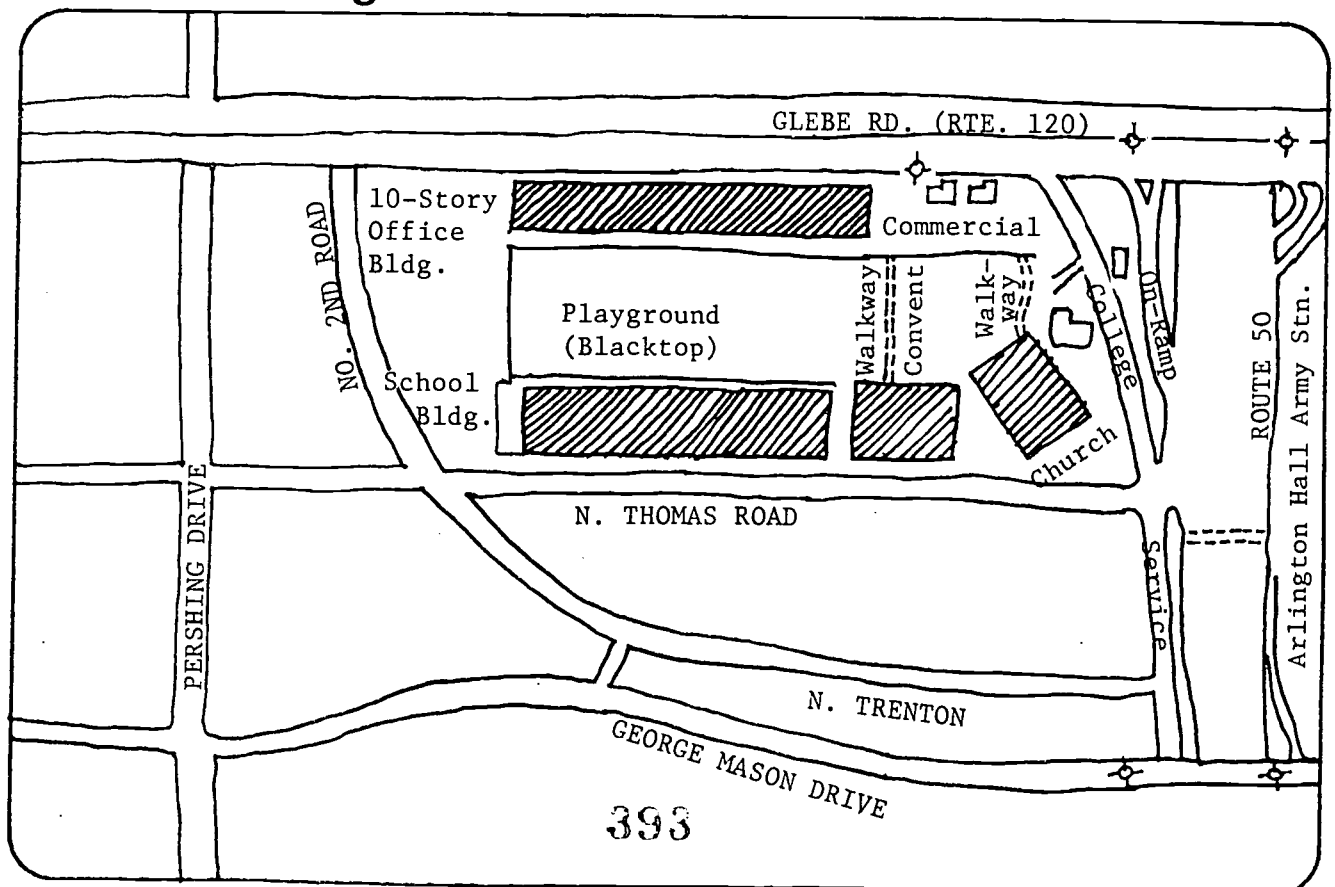 GLEBE RD. (RTE. 120)
10-Story
Office
Bldg.
Commercial
NO. 2ND ROAD
Playground
(Blacktop)
Walkway
Convent
Walk-
way
College
On-Ramp
ROUTE 50
Arlington Hall Army Stn.
School
Bldg.
Church
PERSHING DRIVE
N. THOMAS ROAD
Service
N. TRENTON
GEORGE MASON DRIVE
393